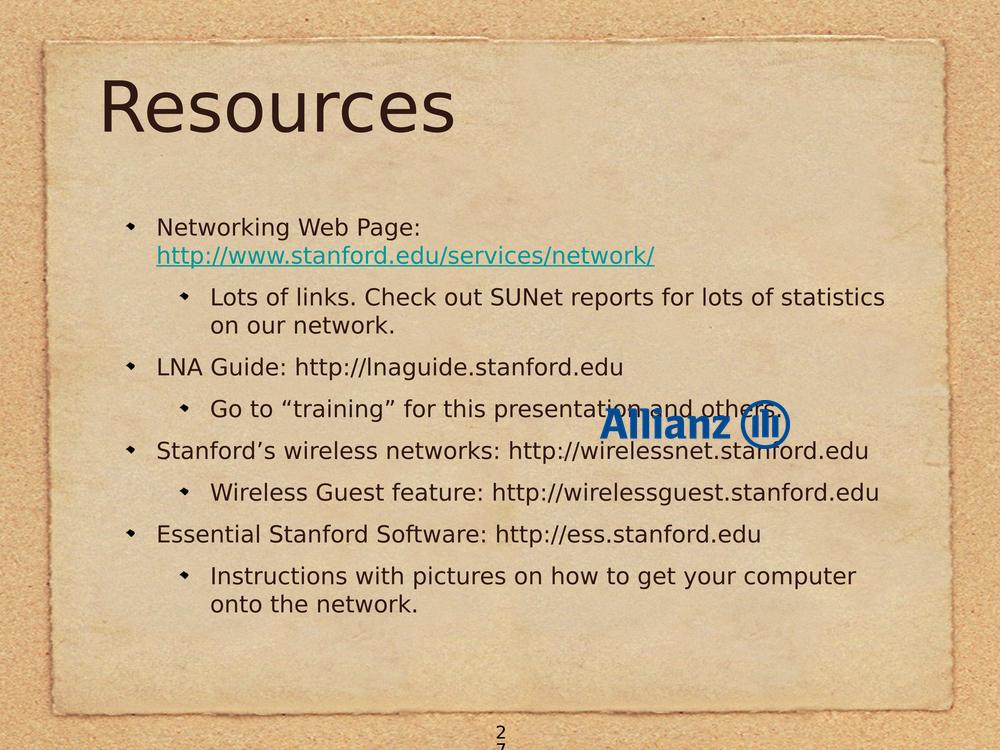 Resources
Networking Web Page:
http://www.stanford.edu/services/network/
Lots of links. Check out SUNet reports for lots of statistics
on our network.
LNA Guide: http://lnaguide.stanford.edu
Go to “training” for this presentation and others.
Allianz
Stanford’s wireless networks: http://wirelessnet.stanford.edu
Wireless Guest feature: http://wirelessguest.stanford.edu
Essential Stanford Software: http://ess.stanford.edu
Instructions with pictures on how to get your computer
onto the network.
2
7